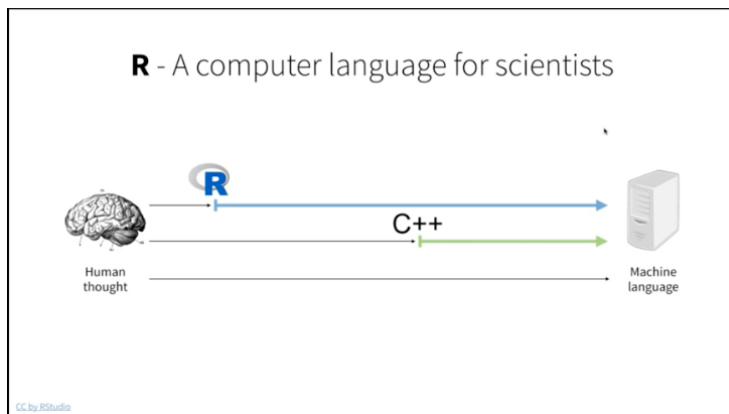 R - A computer language for scientists
R
C++
Human
thought
Machine
language
CC by RStudio